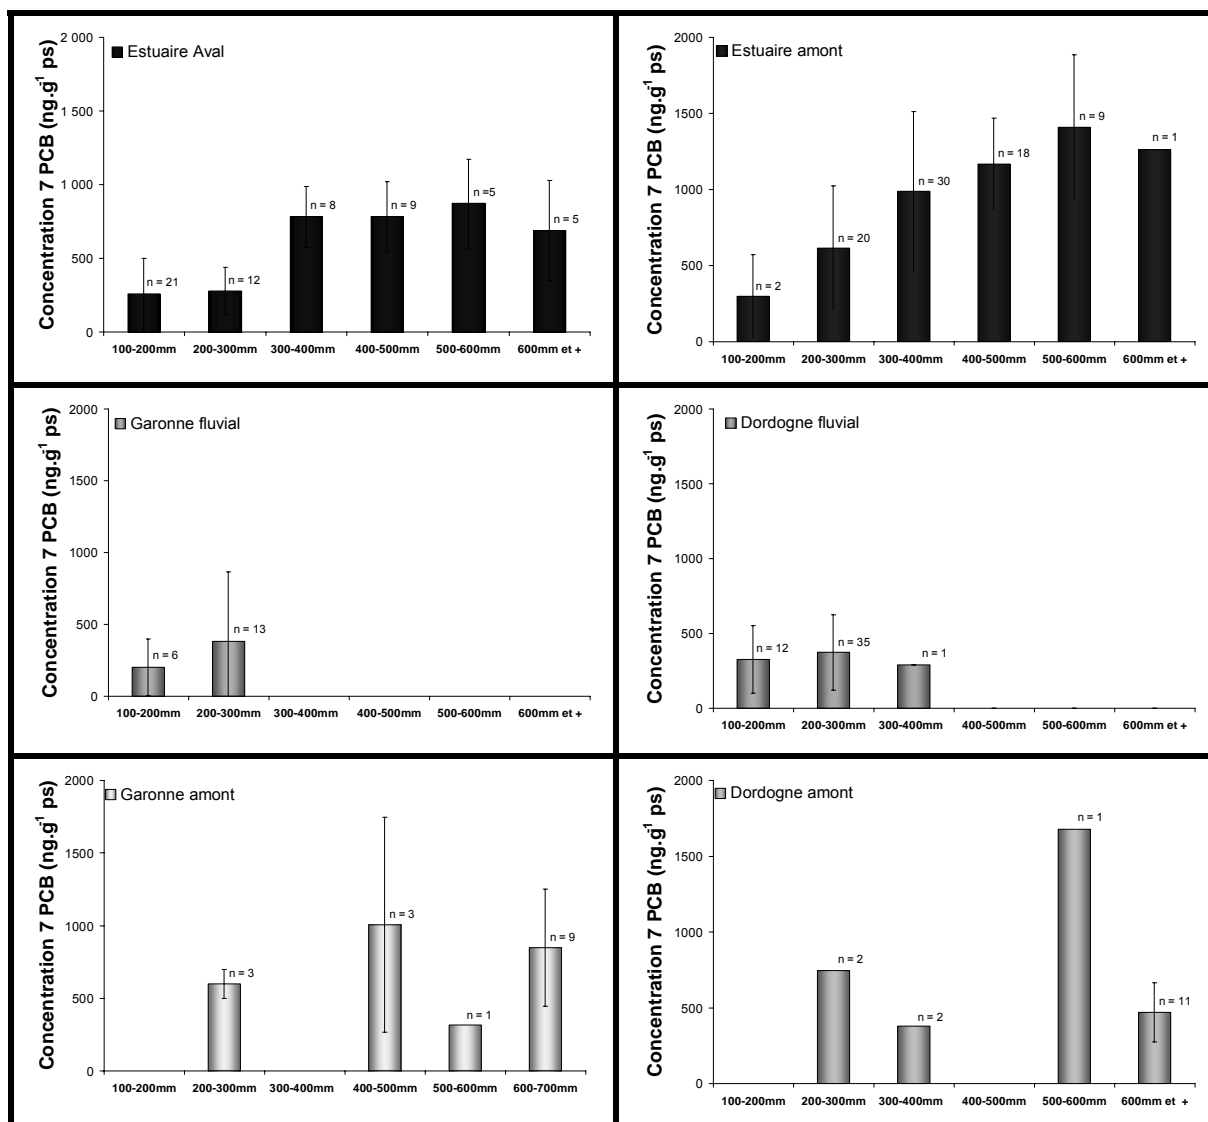 Concentration 7 PCB (ng.g-1 ps)
2 000
1 500
1 000
500
0
Estuaire Aval
n = 21
n = 12
n = 8
n = 9
n =5
n = 5
100-200mm 200-300mm 300-400mm 400-500mm 500-600mm 600mm et +
Concentration 7 PCB (ng.g-1 ps)
2000
1500
1000
500
0
Estuaire amont
n = 2
n = 20
n = 30
n = 18
n = 9
n = 1
100-200mm 200-300mm 300-400mm 400-500mm 500-600mm 600mm et +
Concentration 7 PCB (ng.g-1 ps)
2000
1500
1000
500
0
Garonne fluvial
n = 6
n = 13
100-200mm 200-300mm 300-400mm 400-500mm 500-600mm 600mm et +
Concentration 7 PCB (ng.g-1 ps)
2000
1500
1000
500
0
Dordogne fluvial
n = 12
n = 35
n = 1
100-200mm 200-300mm 300-400mm 400-500mm 500-600mm 600mm et +
Concentration 7 PCB (ng.g-1 ps)
2000
1500
1000
500
0
Garonne amont
n = 3
n = 3
n = 1
n = 9
100-200mm 200-300mm 300-400mm 400-500mm 500-600mm 600-700mm
Concentration 7 PCB (ng.g-1 ps)
2000
1500
1000
500
0
Dordogne amont
n = 2
n = 2
n = 1
n = 11
100-200mm 200-300mm 300-400mm 400-500mm 500-600mm 600mm et +